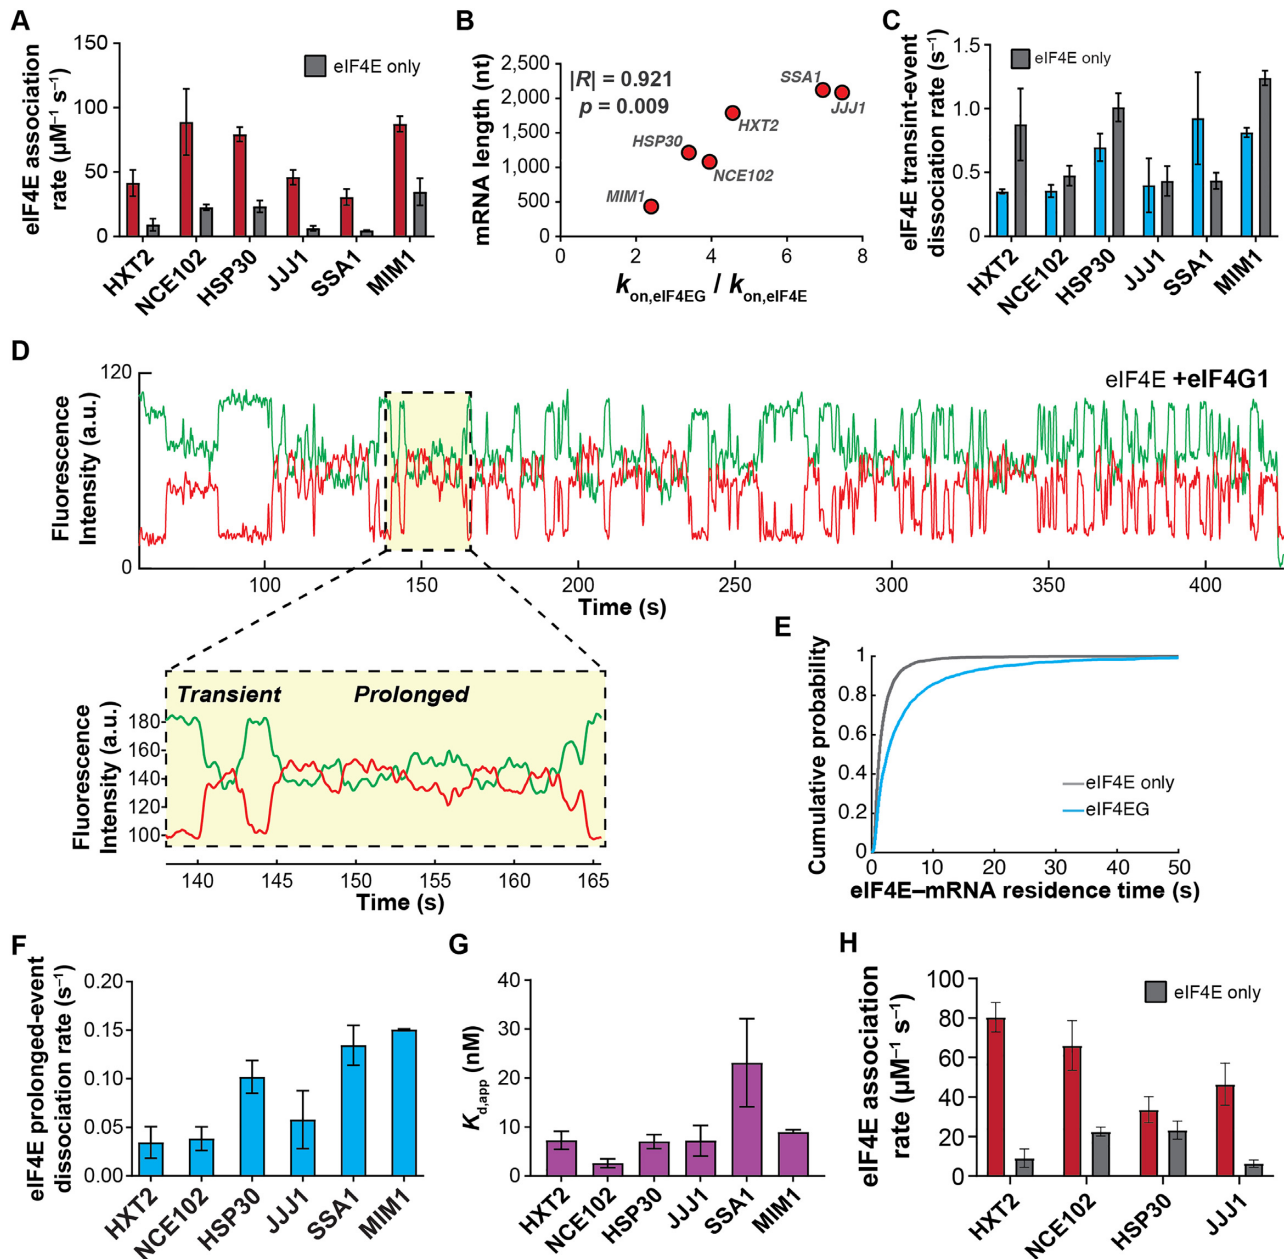 A
eIF4E association
rate (µM⁻¹ s⁻¹)
150
100
50
0
eIF4E only
HXT2
NCE102
HSP30
JJJ1
SSA1
MIM1
B
mRNA length (nt)
2,500
2,000
1,500
1,000
500
0
|R| = 0.921
p = 0.009
SSA1
JJJ1
HXT2
HSP30
NCE102
MIM1
0 2 4 6 8
kon,eIF4EG / kon,eIF4E
C
eIF4E transint-event
dissociation rate (s⁻¹)
1.5
1.0
0.5
0
eIF4E only
HXT2
NCE102
HSP30
JJJ1
SSA1
MIM1
D
Fluorescence
Intensity (a.u.)
120
0
eIF4E +eIF4G1
100 150 200 250 300 350 400
Time (s)
Transient Prolonged
Fluorescence
Intensity (a.u.)
180
160
140
120
100
140 145 150 155 160 165
Time (s)
E
Cumulative probability
1
0.8
0.6
0.4
0.2
0
eIF4E only
eIF4EG
0 10 20 30 40 50
eIF4E–mRNA residence time (s)
F
eIF4E prolonged-event
dissociation rate (s⁻¹)
0.20
0.15
0.10
0.05
0.00
HXT2
NCE102
HSP30
JJJ1
SSA1
MIM1
G
Kd,app (nM)
40
30
20
10
0
HXT2
NCE102
HSP30
JJJ1
SSA1
MIM1
H
eIF4E association
rate (µM⁻¹ s⁻¹)
100
80
60
40
20
0
eIF4E only
HXT2
NCE102
HSP30
JJJ1